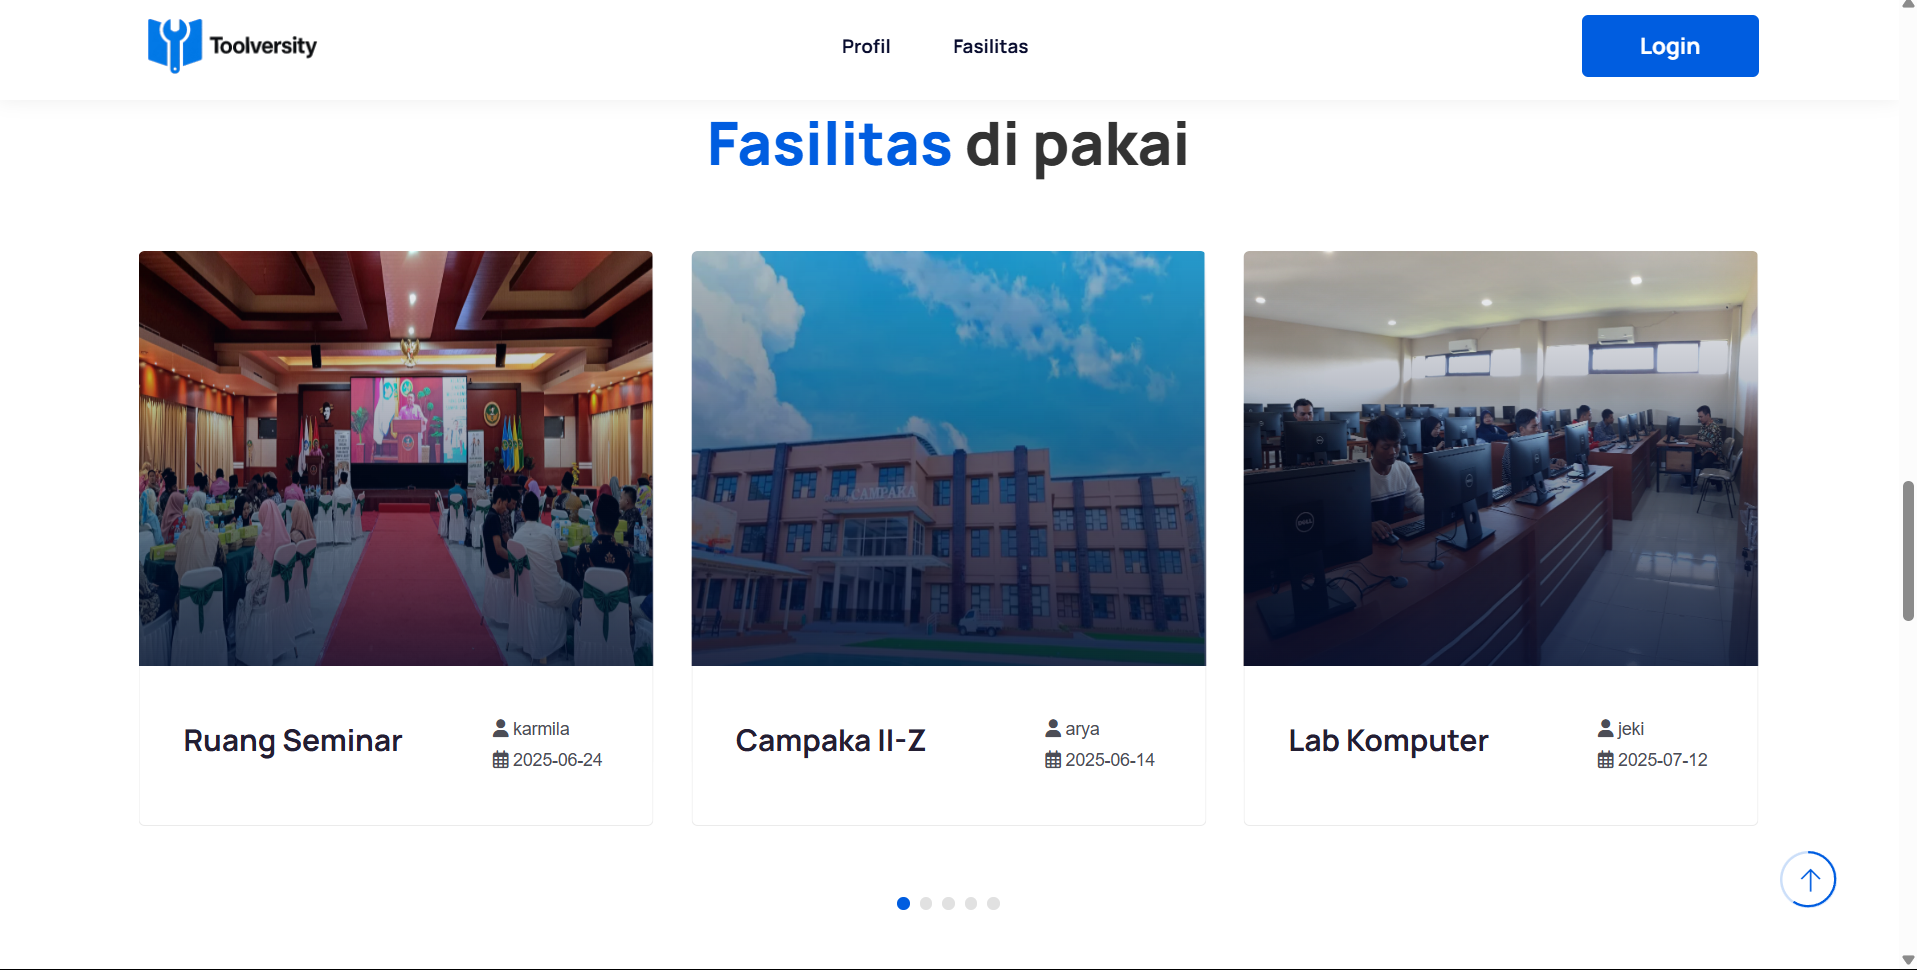 Toolversity
Profil
Fasilitas
Login
Fasilitas di pakai
CAMPAKA
DELL
Ruang Seminar
karmila
2025-06-24
Campaka II-Z
arya
2025-06-14
Lab Komputer
jeki
2025-07-12